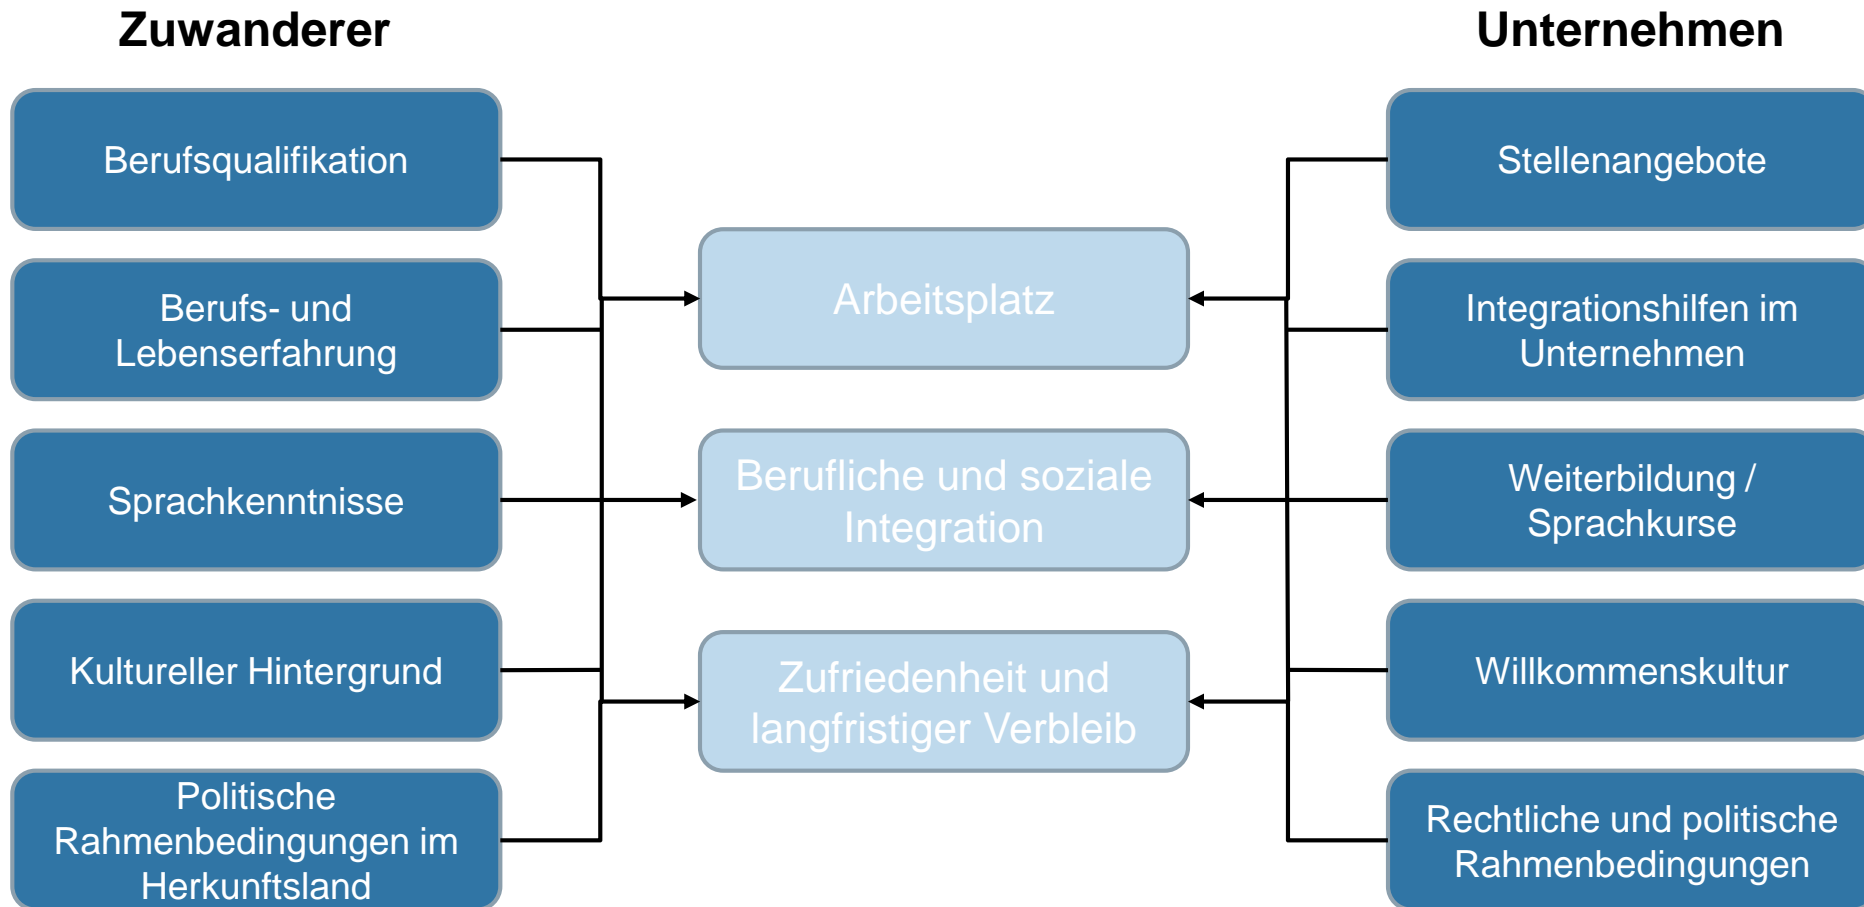 Zuwanderer
Unternehmen
Berufsqualifikation
Berufs- und
Lebenserfahrung
Sprachkenntnisse
Kultureller Hintergrund
Politische
Rahmenbedingungen im
Herkunftsland
Arbeitsplatz
Berufliche und soziale
Integration
Zufriedenheit und
langfristiger Verbleib
Stellenangebote
Integrationshilfen im
Unternehmen
Weiterbildung /
Sprachkurse
Willkommenskultur
Rechtliche und politische
Rahmenbedingungen